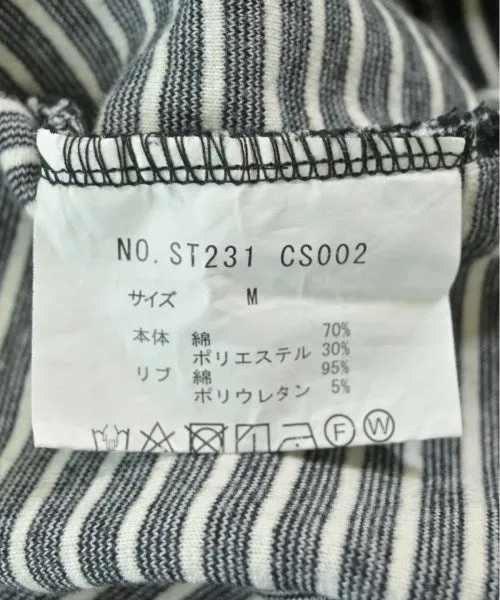 NO. ST231 CS002
サイズ M
本体 綿 70%
ポリエステル 30%
リブ 綿 95%
ポリウレタン 5%
F W